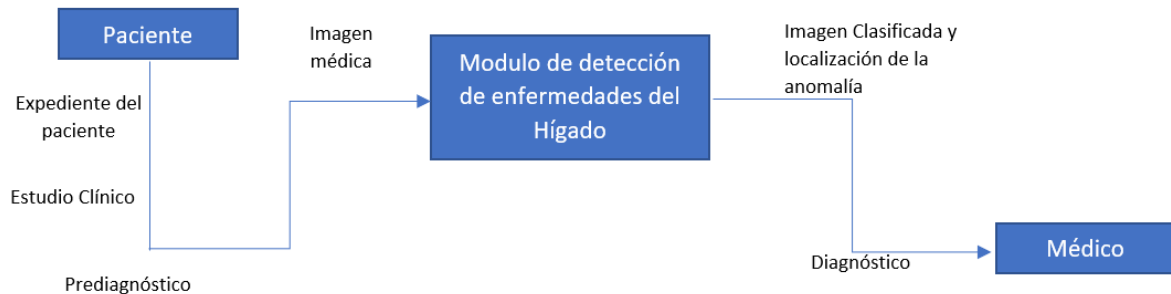 Paciente
Expediente del
paciente
Estudio Clínico
Prediagnóstico
Imagen
médica
Modulo de detección
de enfermedades del
Hígado
Imagen Clasificada y
localización de la
anomalía
Diagnóstico
Médico